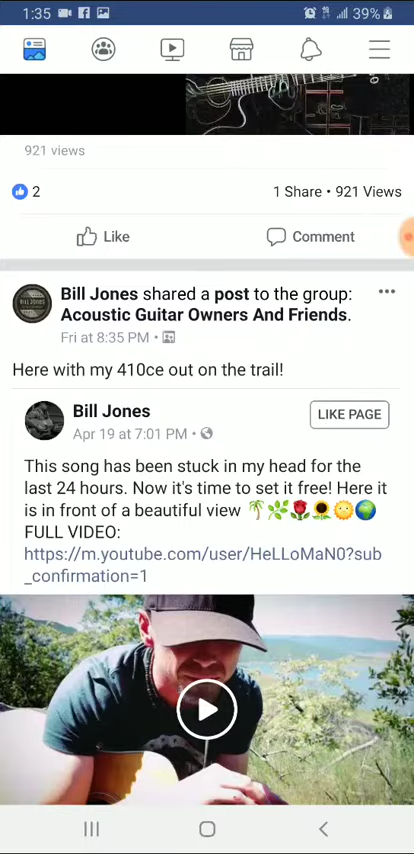 1:35 39%
921 views
2 1 Share • 921 Views
Like Comment
Bill Jones shared a post to the group:
Acoustic Guitar Owners And Friends.
Fri at 8:35 PM •
Here with my 410ce out on the trail!
Bill Jones
Apr 19 at 7:01 PM •
LIKE PAGE
This song has been stuck in my head for the
last 24 hours. Now it's time to set it free! Here it
is in front of a beautiful view 🌴🌿🌹🌻🌞🌍
FULL VIDEO:
https://m.youtube.com/user/HeLLoMaN0?sub
_confirmation=1